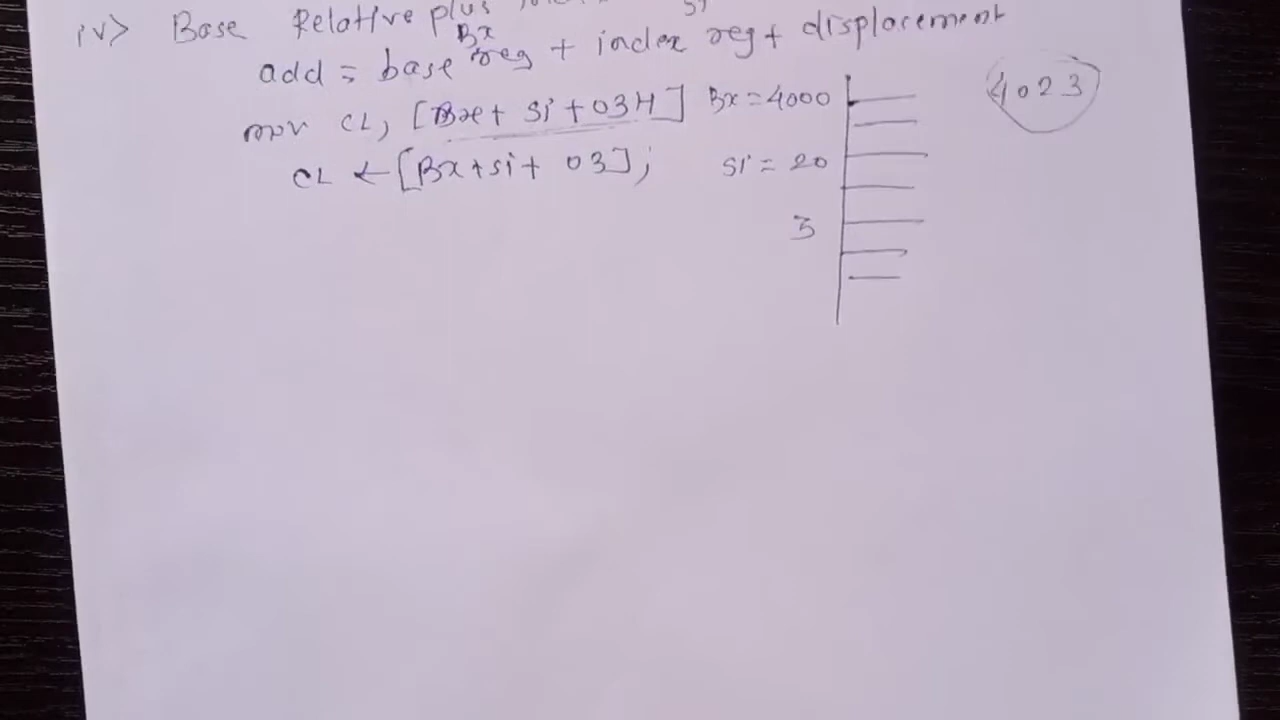 iv> Base Relative plus
BX
SI
add = base reg + index reg + displacement
mov CL, [Bx + Si + 03H] Bx = 4000
4023
CL ← [Bx + si + 03]; Si = 20
3